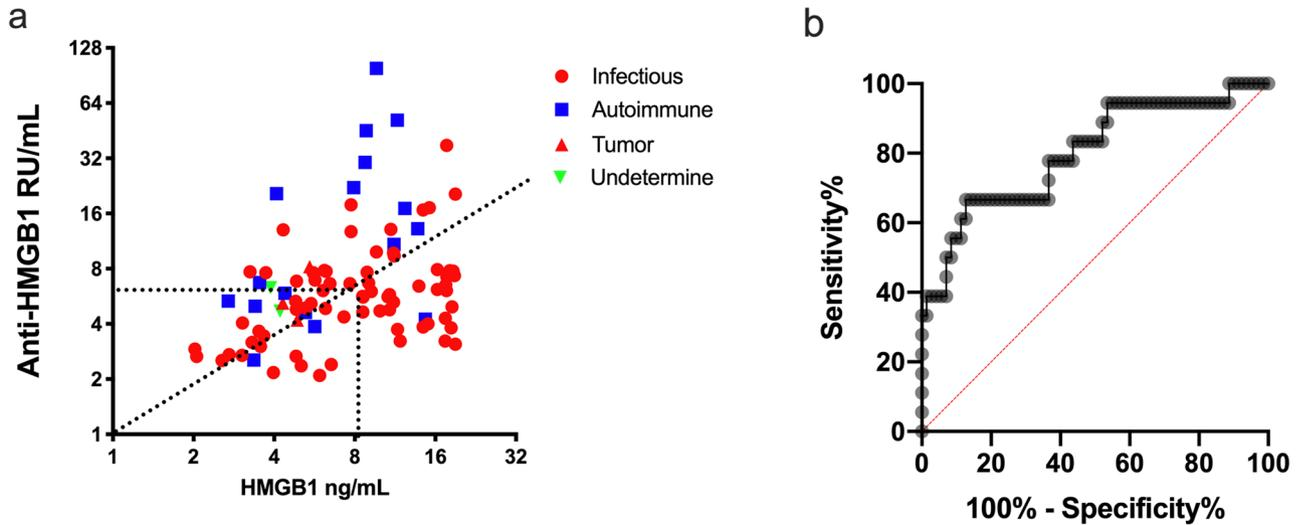 a
Anti-HMGB1 RU/mL
128
64
32
16
8
4
2
1
1 2 4 8 16 32
HMGB1 ng/mL
Infectious
Autoimmune
Tumor
Undetermine
b
Sensitivity%
100
80
60
40
20
0
0 20 40 60 80 100
100% - Specificity%